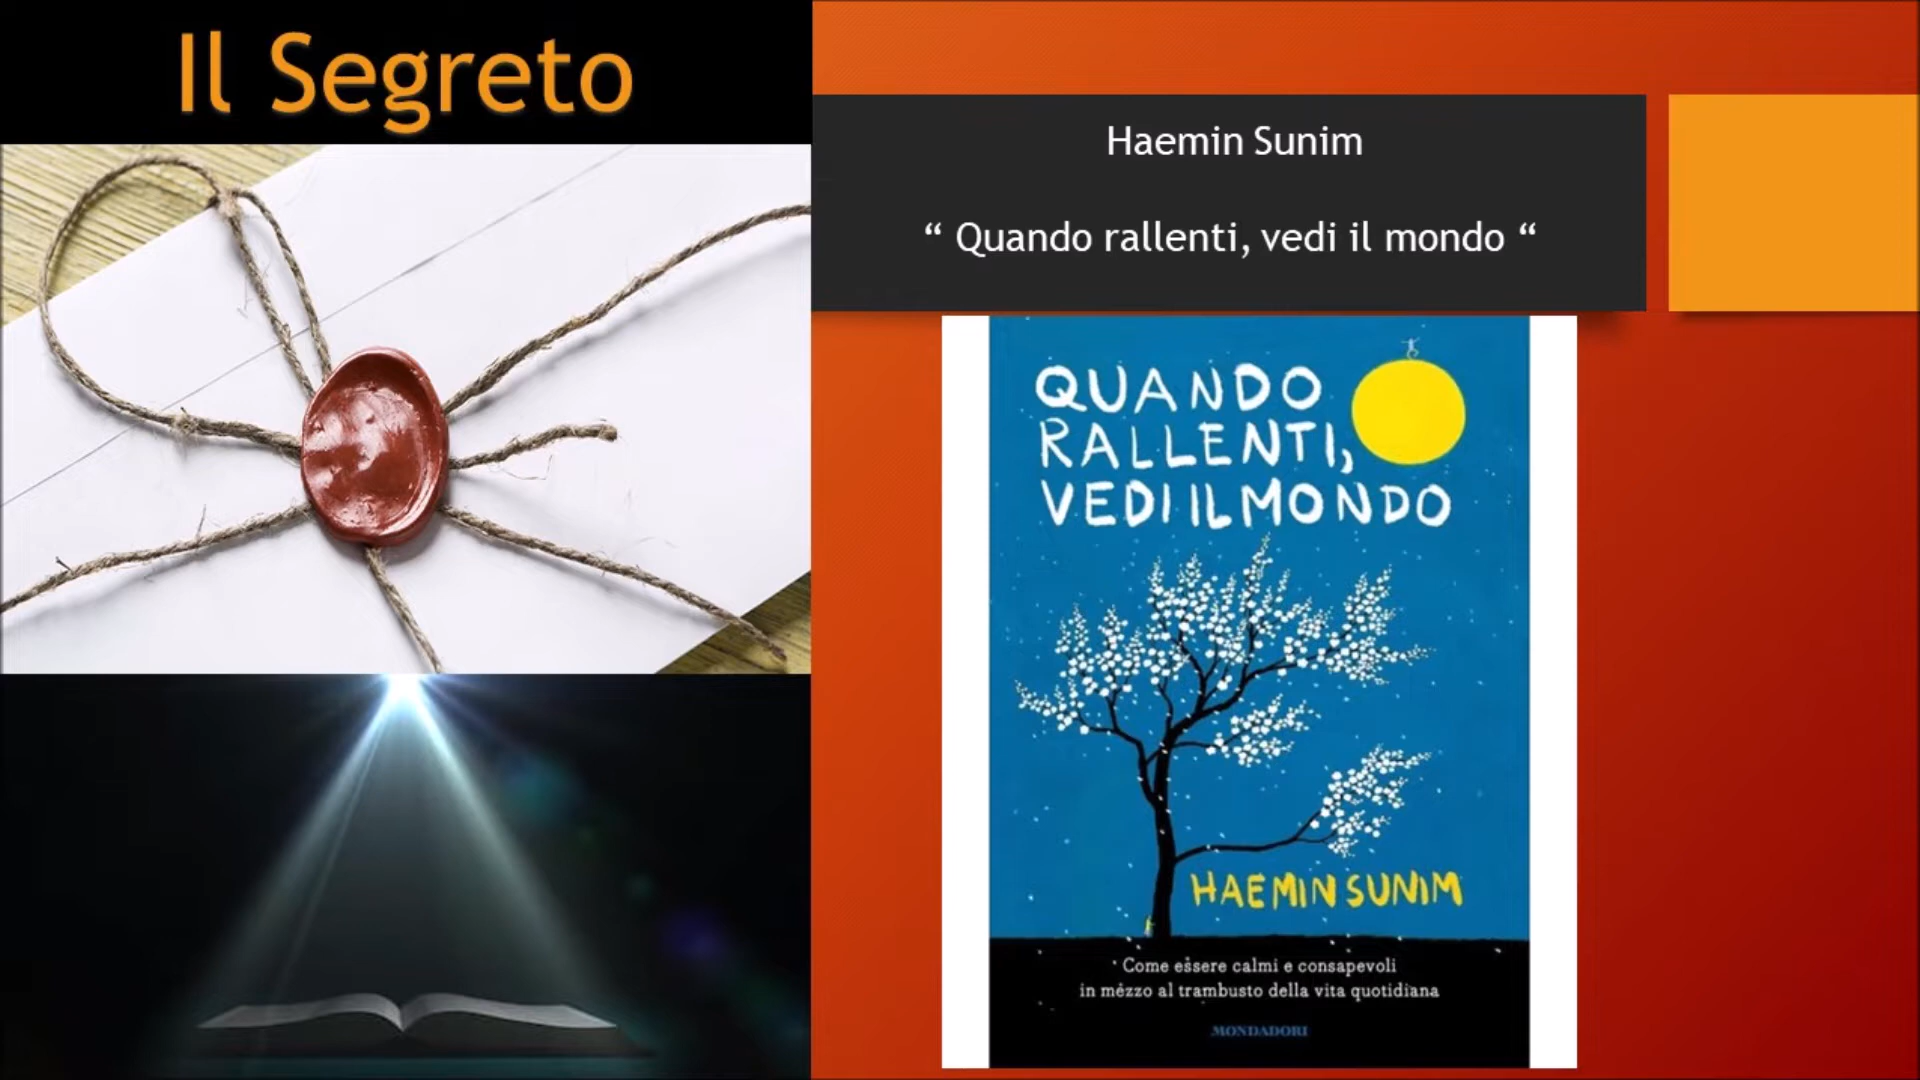 Il Segreto
Haemin Sunim
“ Quando rallenti, vedi il mondo “
QUANDO
RALLENTI,
VEDI IL MONDO
HAEMIN SUNIM
Come essere calmi e consapevoli
in mezzo al trambusto della vita quotidiana
MONDADORI